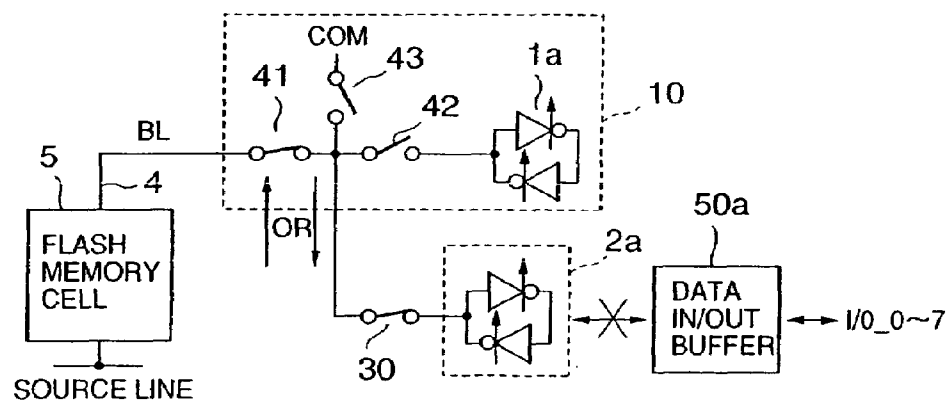 COM
41
43
1a
10
42
BL
5
4
FLASH
MEMORY
CELL
OR
2a
50a
DATA
IN/OUT
BUFFER
I/0_0~7
30
SOURCE LINE